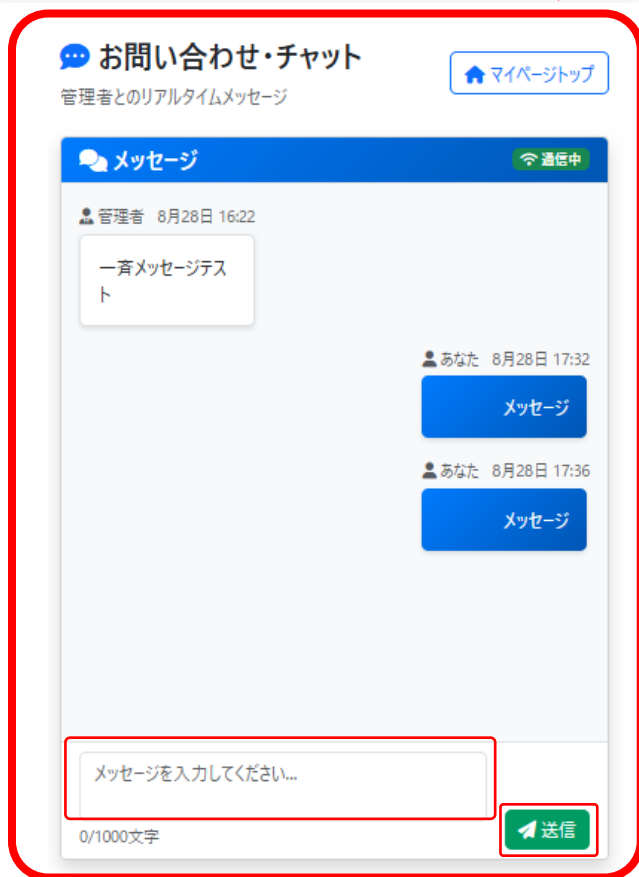 お問い合わせ・チャット
マイページトップ
管理者とのリアルタイムメッセージ
メッセージ
通信中
管理者 8月28日 16:22
一斉メッセージテス
ト
あなた 8月28日 17:32
メッセージ
あなた 8月28日 17:36
メッセージ
メッセージを入力してください...
0/1000文字
送信